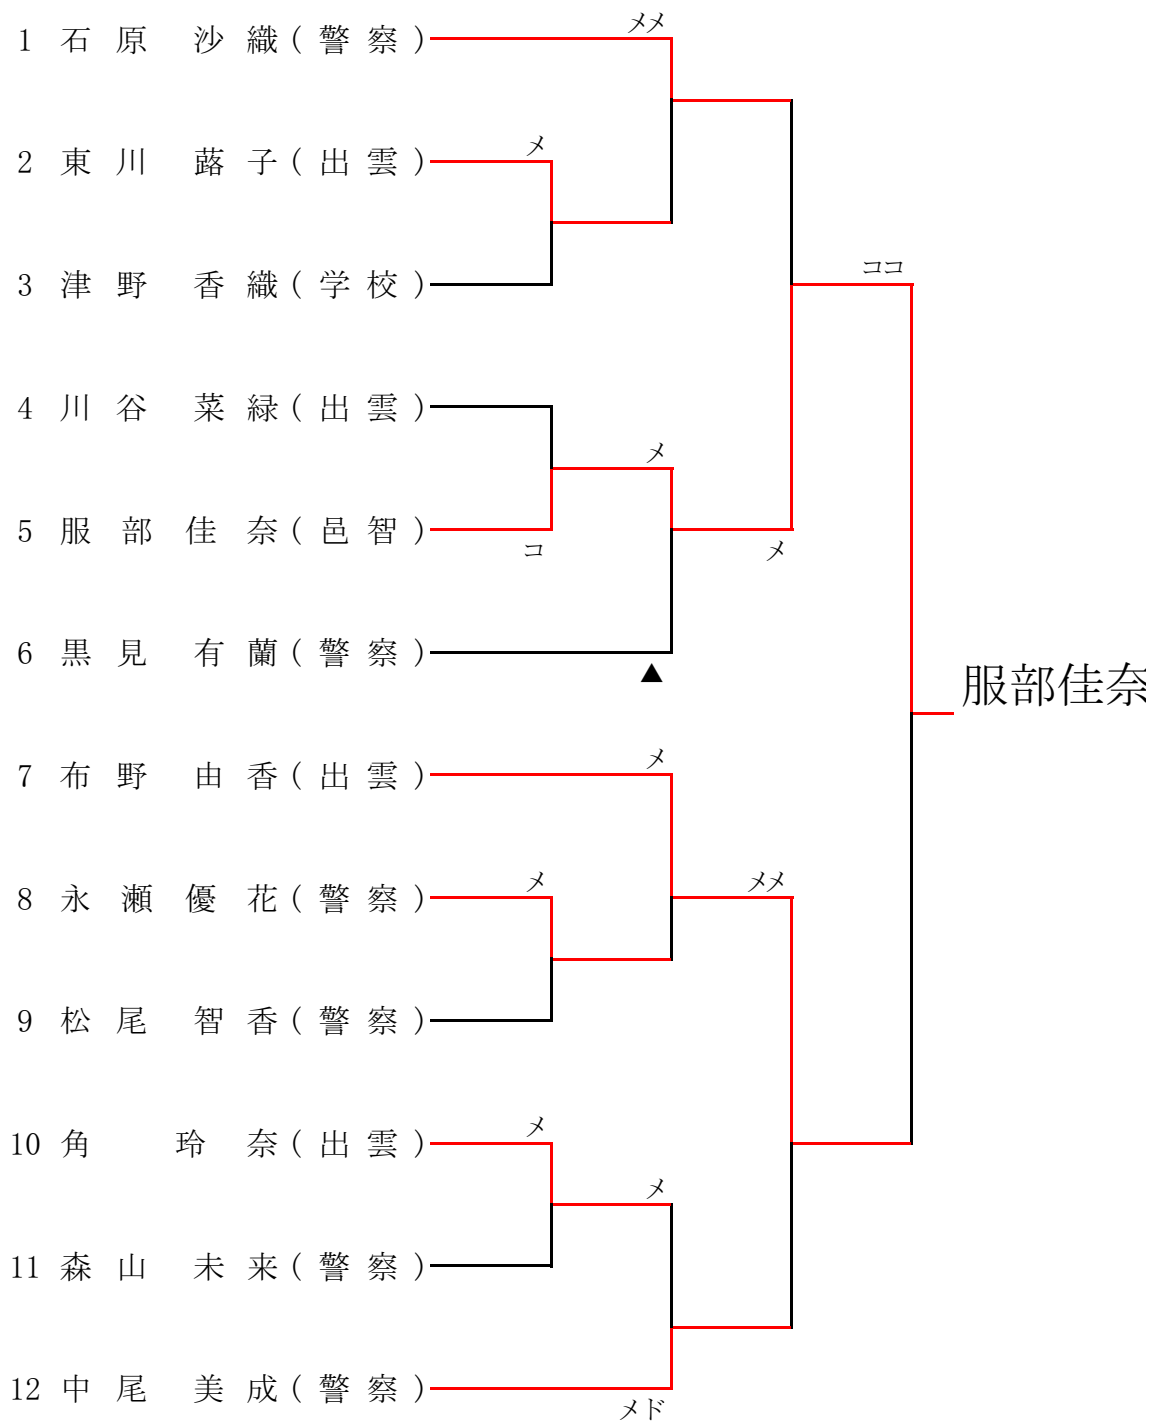 メメ
1 石原 沙織(警察)
メ
2 東川 蕗子(出雲)
3 津野 香織(学校)
ココ
4 川谷 菜緑(出雲)
メ
5 服部佳奈(邑智)
コ
メ
6 黒見 有蘭(警察)
▲
服部佳奈
メ
7 布野 由香(出雲)
メ
メメ
8 永瀬優花(警察)
9 松尾 智香(警察)
メ
10 角 玲奈(出雲)
メ
11 森山 未来(警察)
12 中尾 美成(警察)
メド